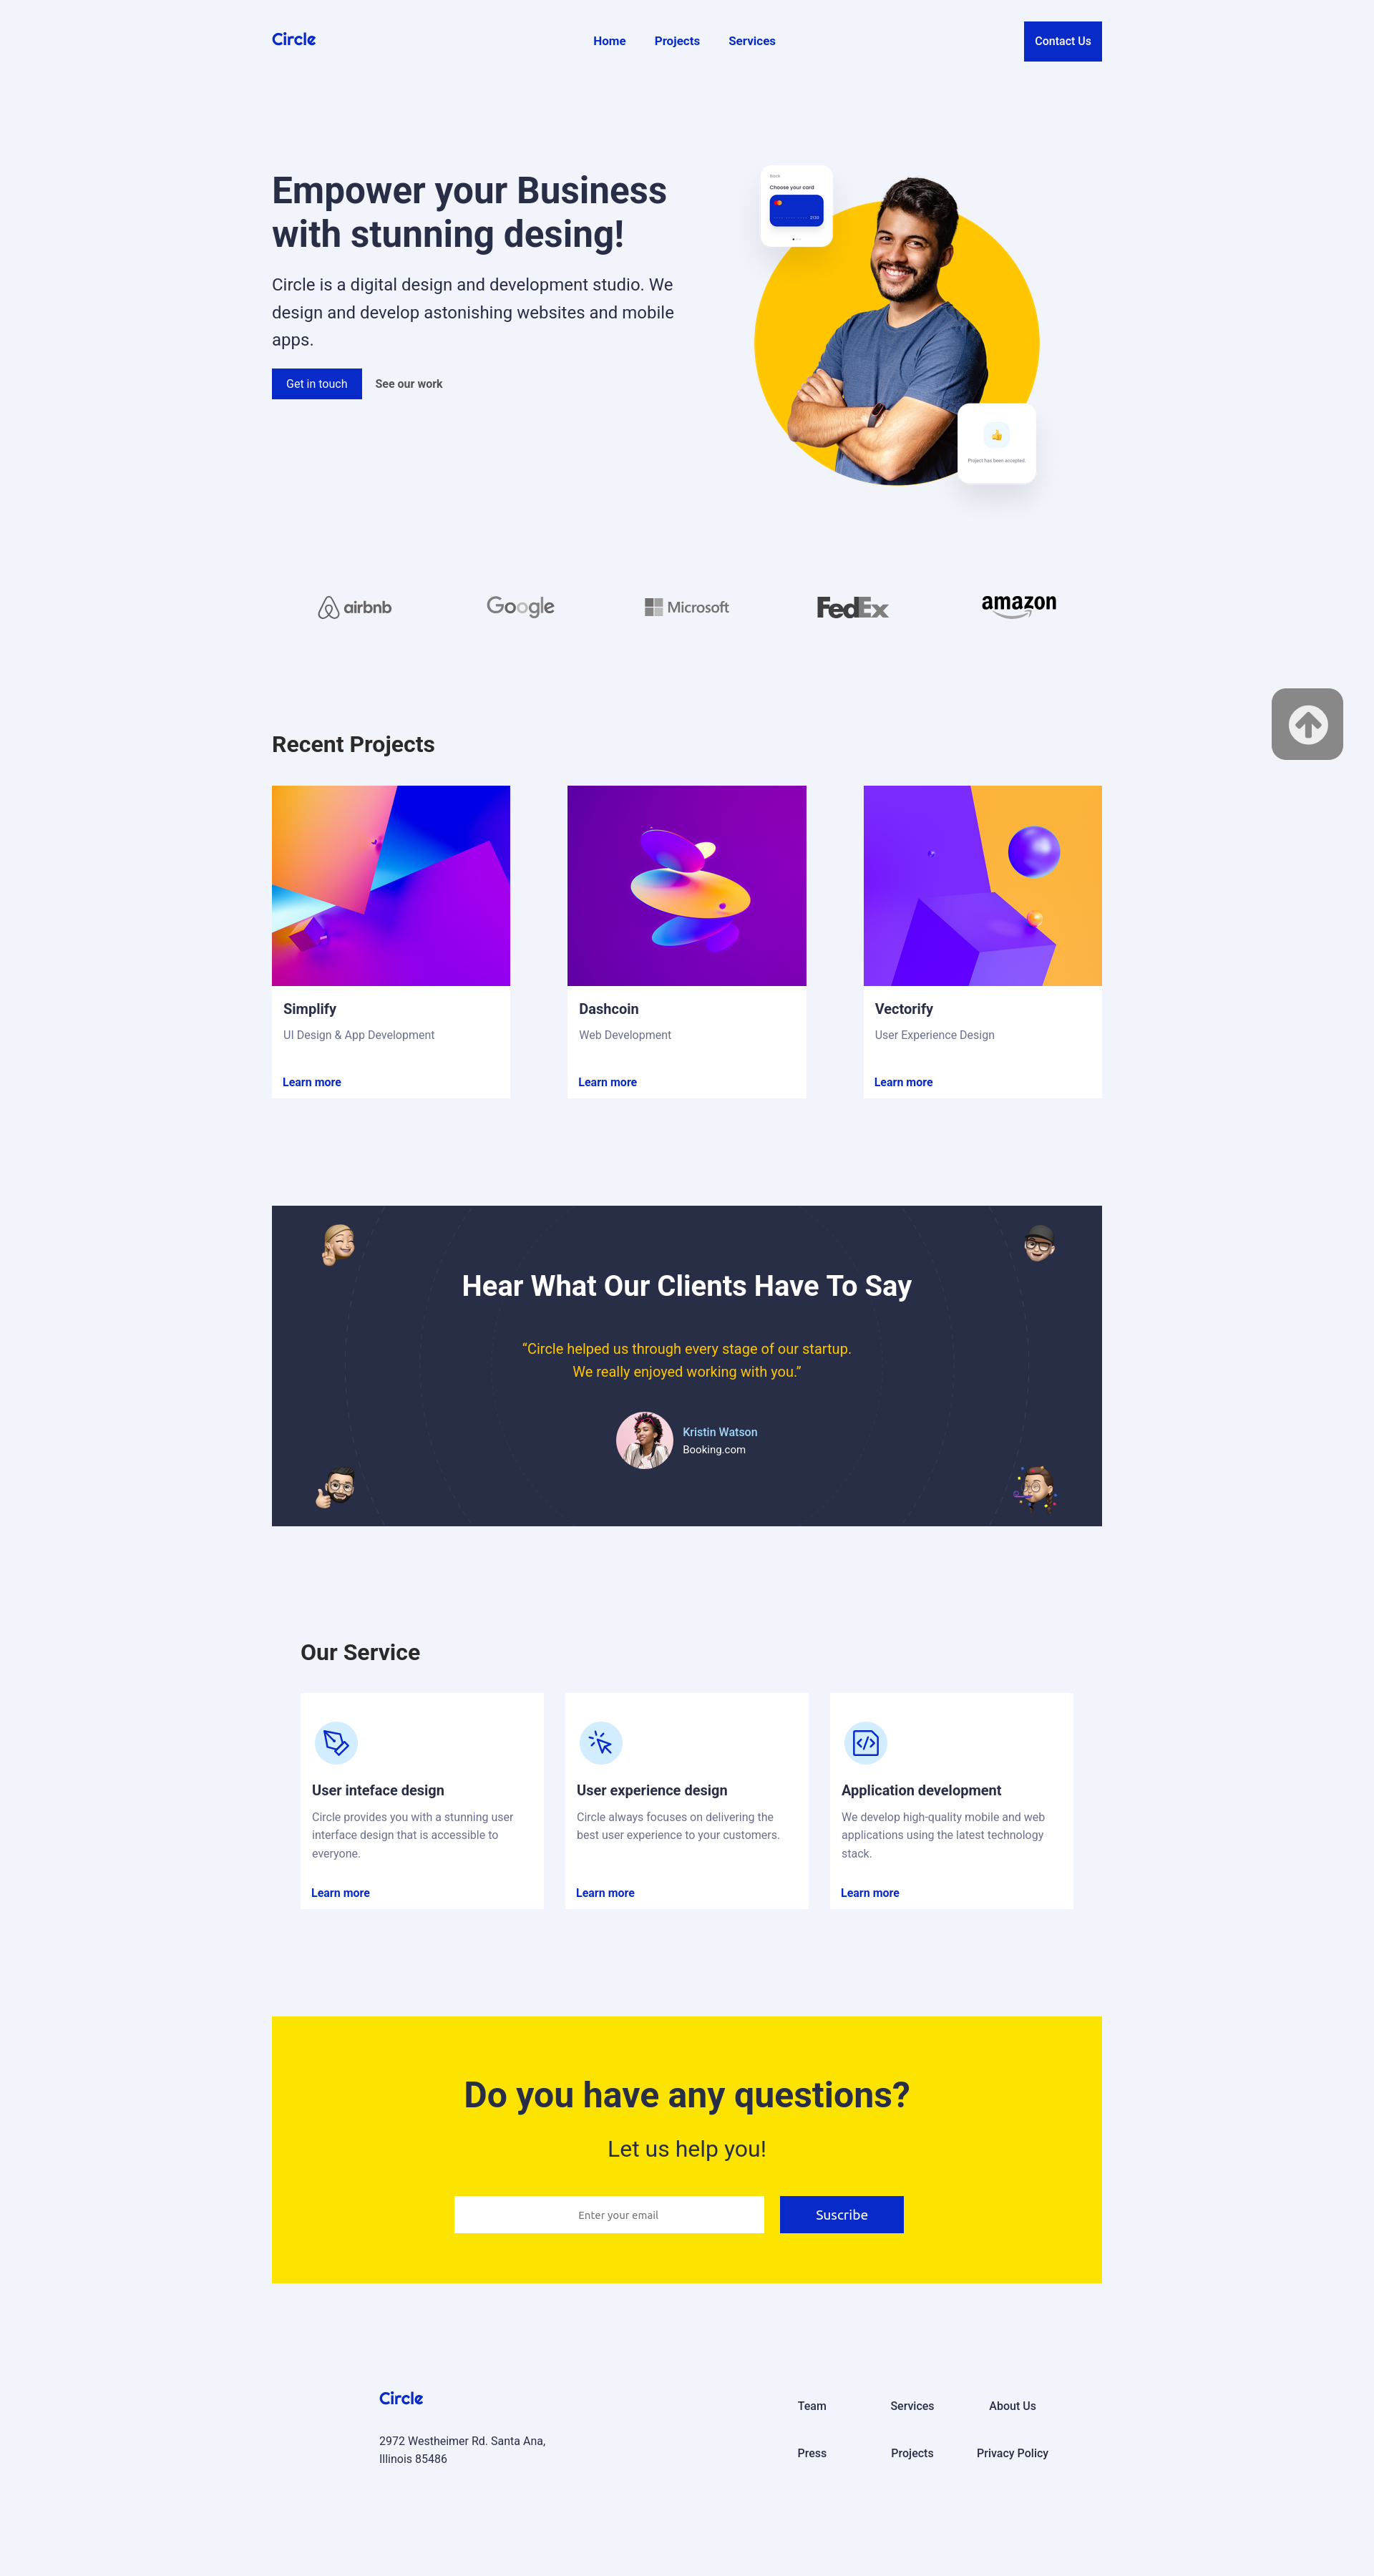 Circle
Home
Projects
Services
Contact Us
Empower your Business
with stunning desing!
Circle is a digital design and development studio. We
design and develop astonishing websites and mobile
apps.
Get in touch
See our work
Back
Choose your card
Project has been accepted
airbnb
Google
Microsoft
FedEx
amazon
Recent Projects
Simplify
UI Design & App Development
Learn more
Dashcoin
Web Development
Learn more
Vectorify
User Experience Design
Learn more
Hear What Our Clients Have To Say
“Circle helped us through every stage of our startup.
We really enjoyed working with you.”
Kristin Watson
Booking.com
Our Service
User inteface design
Circle provides you with a stunning user
interface design that is accessible to
everyone.
Learn more
User experience design
Circle always focuses on delivering the
best user experience to your customers.
Learn more
Application development
We develop high-quality mobile and web
applications using the latest technology
stack.
Learn more
Do you have any questions?
Let us help you!
Enter your email
Suscribe
Circle
2972 Westheimer Rd. Santa Ana,
Illinois 85486
Team
Services
About Us
Press
Projects
Privacy Policy